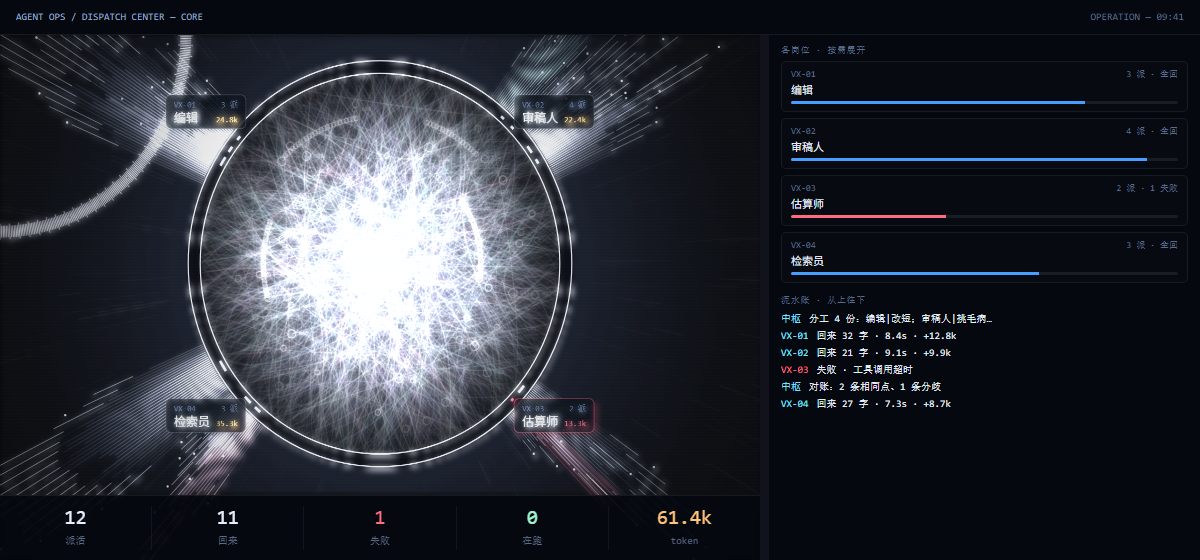 AGENT OPS / DISPATCH CENTER — CORE
OPERATION — 09:41
VX-01 3 派
编辑 24.8k
VX-02 4 派
审稿人 22.4k
VX-04 3 派
检索员 35.3k
VX-03 2 派
估算师 13.3k
12
派活
11
回来
1
失败
0
在跑
61.4k
token
各岗位 · 按需展开
VX-01 3 派 · 全回
编辑
VX-02 4 派 · 全回
审稿人
VX-03 2 派 · 1 失败
估算师
VX-04 3 派 · 全回
检索员
流水账 · 从上往下
中枢 分工 4 份: 编辑|改短; 审稿人|挑毛病…
VX-01 回来 32 字 · 8.4s · +12.8k
VX-02 回来 21 字 · 9.1s · +9.9k
VX-03 失败 · 工具调用超时
中枢 对账: 2 条相同点、1 条分歧
VX-04 回来 27 字 · 7.3s · +8.7k